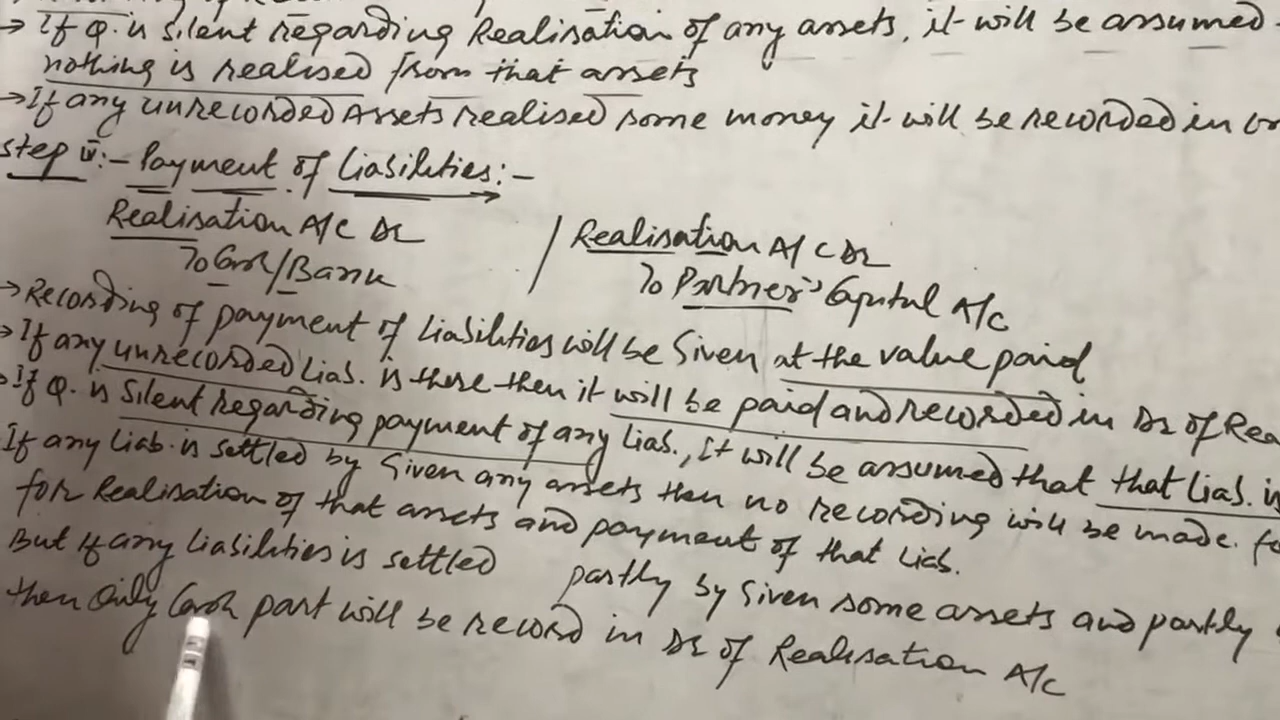 → If Q. is silent regarding Realisation of any assets, it will be assumed
nothing is realised from that assets
→ If any unrecorded Assets realised some money it will be recorded in
step iv:- Payment of Liabilities:-
Realisation A/c Dr / Realisation A/c Dr
To Cash/Bank To Partner's Capital A/c
→ Recording of payment of Liabilities will be Given at the value paid
→ If any unrecorded Liab. is there then it will be paid and recorded in Dr of Rea
→ If Q. is Silent regarding payment of any Liab., it will be assumed that that Liab. is
If any Liab. is settled by Given any assets then no recording will be made. fo
for Realisation of that assets and payment of that Liab.
But if any Liabilities is settled partly by Given some assets and partly
then Only Cash part will be record in Dr of Realisation A/c